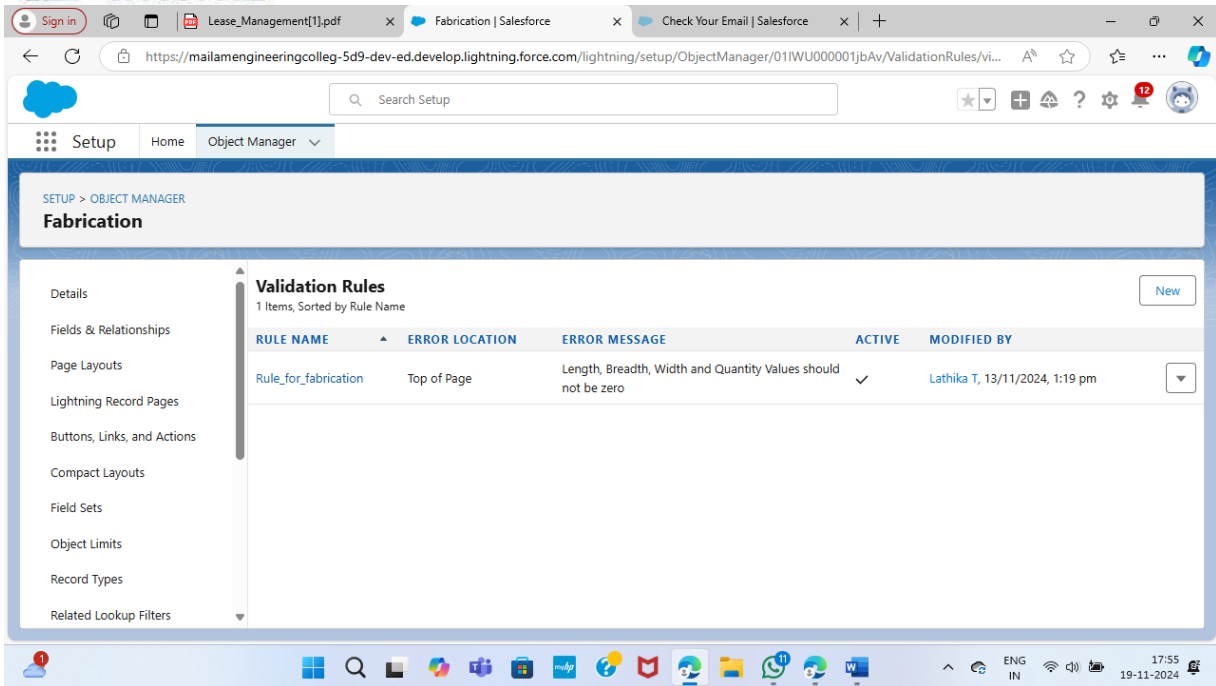 Sign in
Lease_Management[1].pdf
Fabrication | Salesforce
Check Your Email | Salesforce
https://mailamengineeringcolleg-5d9-dev-ed.develop.lightning.force.com/lightning/setup/ObjectManager/01IWU000001jbAv/ValidationRules/vi...
Search Setup
12
Setup
Home
Object Manager
SETUP > OBJECT MANAGER
Fabrication
Details
Fields & Relationships
Page Layouts
Lightning Record Pages
Buttons, Links, and Actions
Compact Layouts
Field Sets
Object Limits
Record Types
Related Lookup Filters
Validation Rules
1 Items, Sorted by Rule Name
New
RULE NAME ERROR LOCATION ERROR MESSAGE ACTIVE MODIFIED BY
Rule_for_fabrication Top of Page Length, Breadth, Width and Quantity Values should
not be zero
Lathika T, 13/11/2024, 1:19 pm
1
11
ENG
IN
17:55
19-11-2024